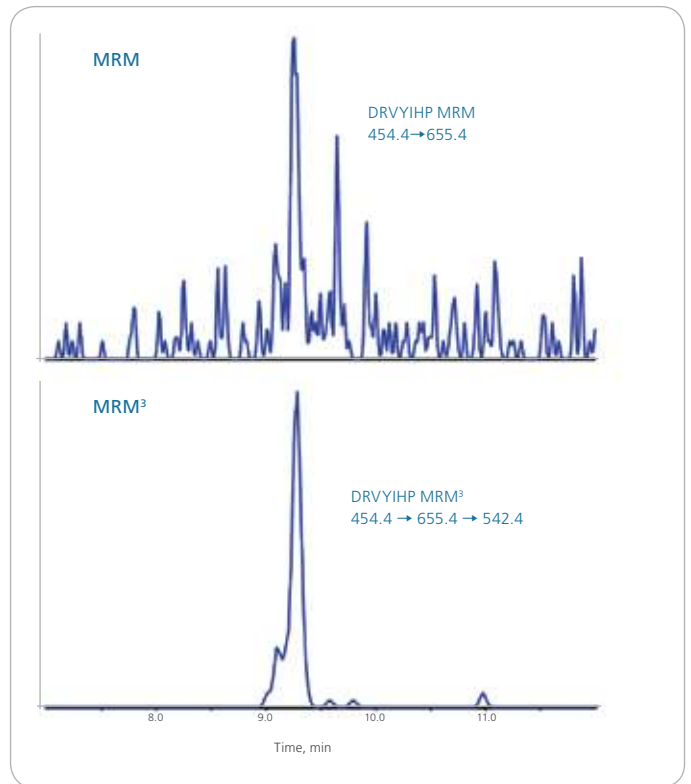 MRM
DRVYIHP MRM
454.4→655.4
MRM³
DRVYIHP MRM³
454.4 → 655.4 → 542.4
8.0 9.0 10.0 11.0
Time, min